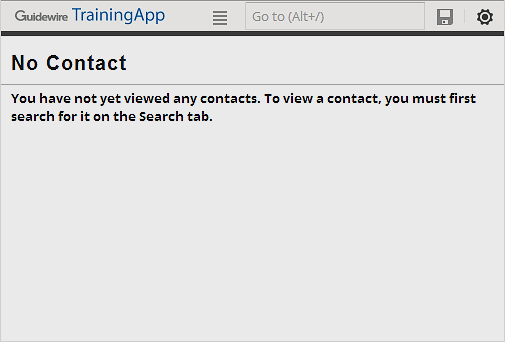 Guidewire TrainingApp
Go to (Alt+/)
No Contact
You have not yet viewed any contacts. To view a contact, you must first
search for it on the Search tab.